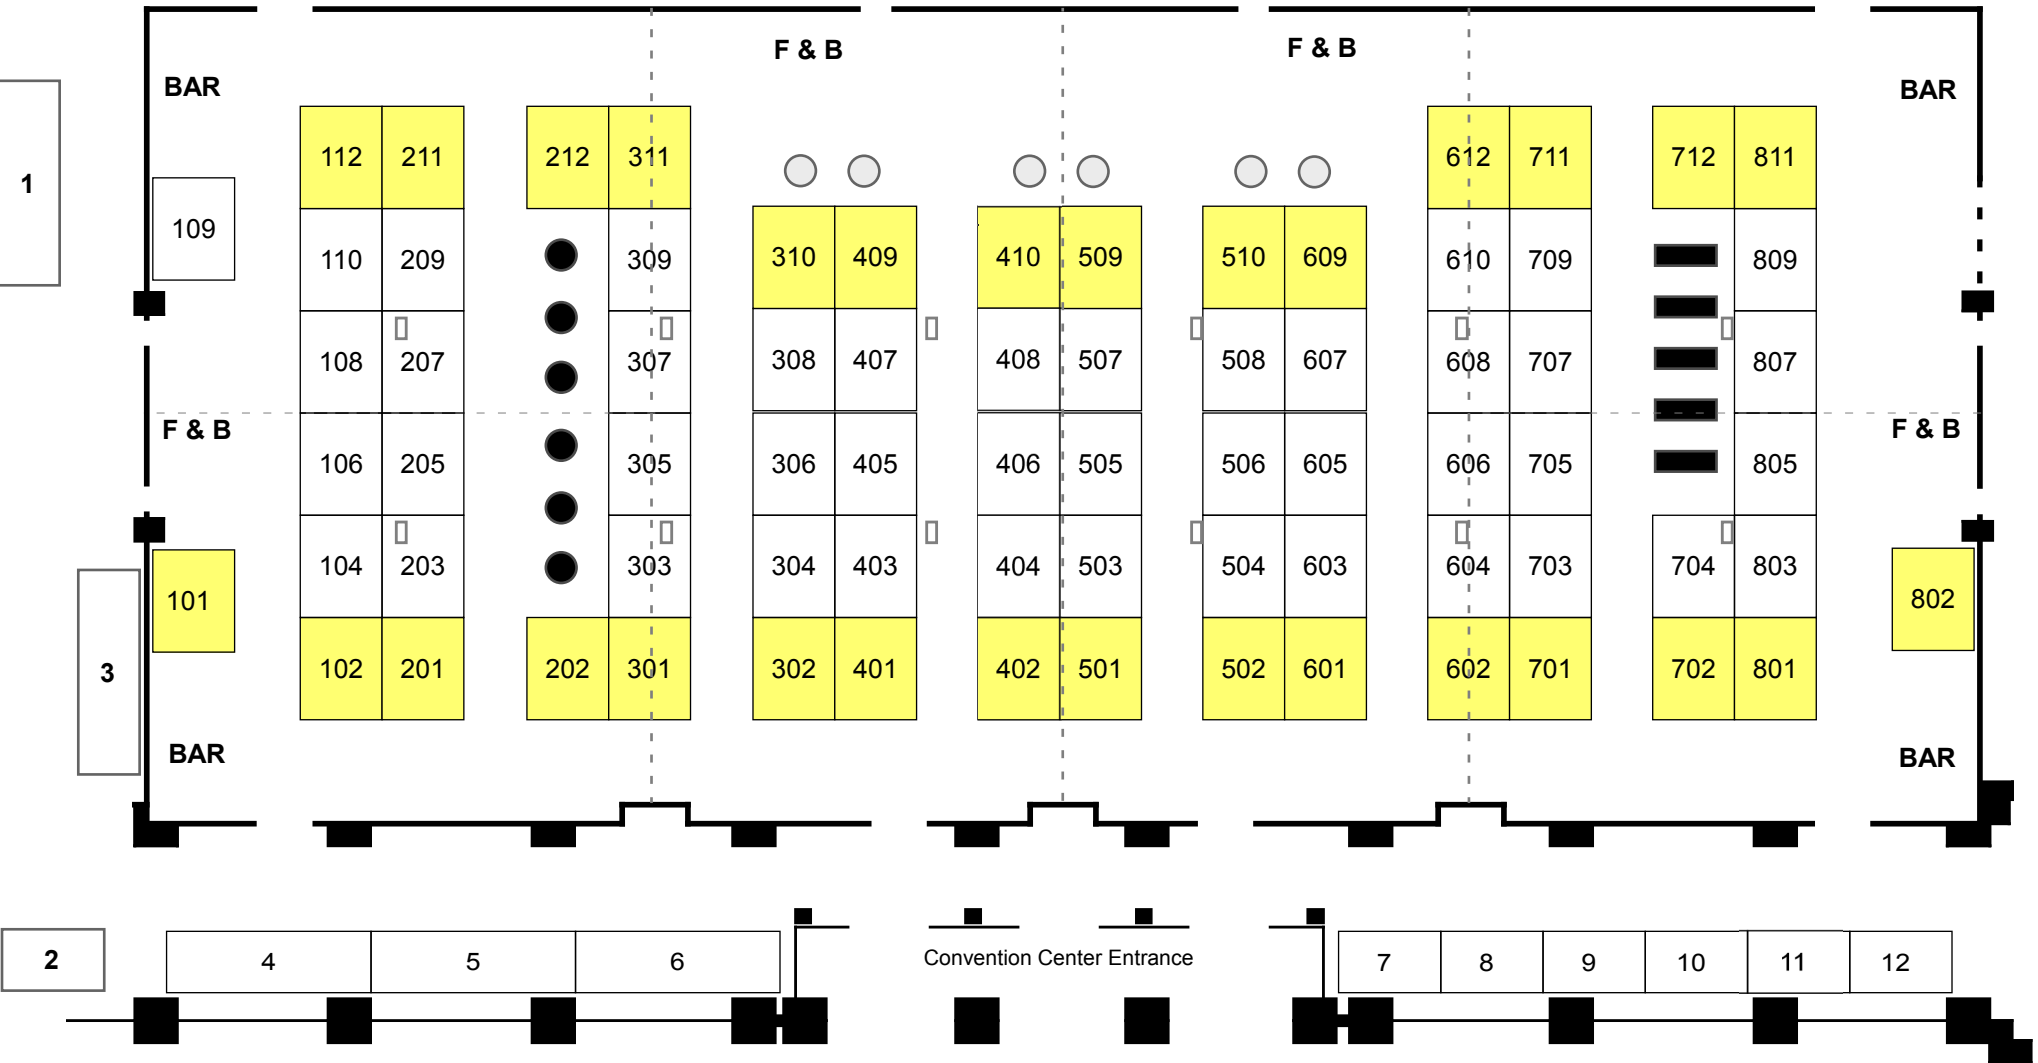 F & B
F & B
BAR
BAR
112 211 212 311 612 711 712 811
1
109
110 209 309 310 409 410 509 510 609 610 709 809
108 207 307 308 407 408 507 508 607 608 707 807
F & B
F & B
106 205 305 306 405 406 505 506 605 606 705 805
104 203 303 304 403 404 503 504 603 604 703 704 803
101
802
3
102 201 202 301 302 401 402 501 502 601 602 701 702 801
BAR
BAR
2
4 5 6
Convention Center Entrance
7 8 9 10 11 12